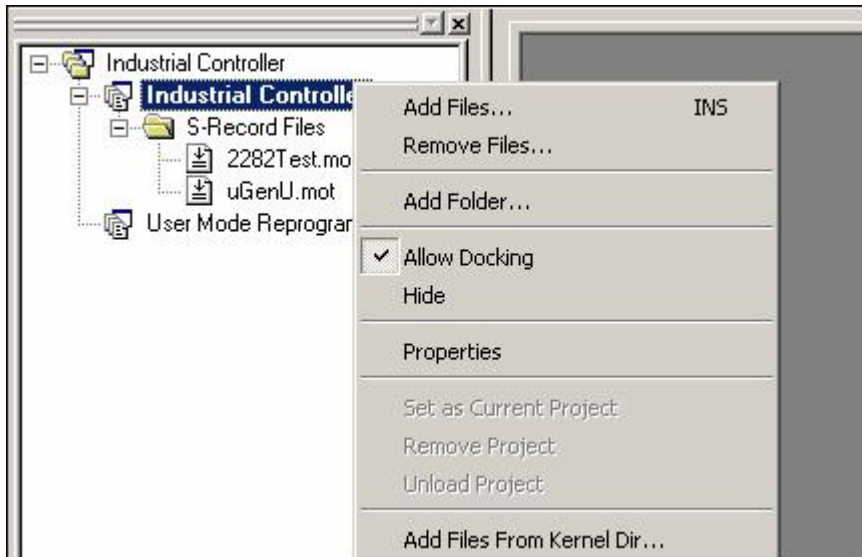 Industrial Controller
Industrial Controlle
S-Record Files
2282Test.mo
uGenU.mot
User Mode Reprogra
Add Files... INS
Remove Files...
Add Folder...
Allow Docking
Hide
Properties
Set as Current Project
Remove Project
Unload Project
Add Files From Kernel Dir...